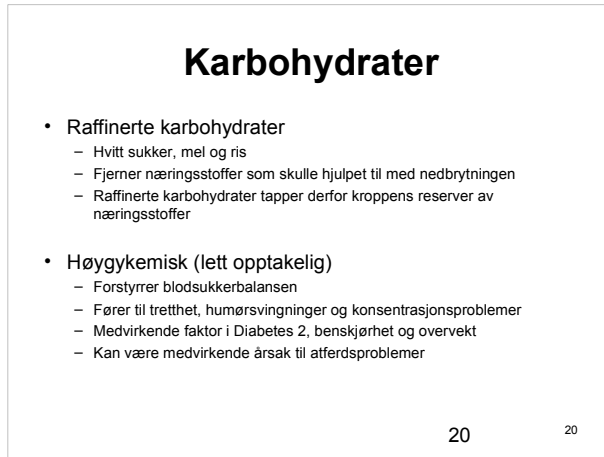 Karbohydrater
• Raffinerte karbohydrater
– Hvitt sukker, mel og ris
– Fjerner næringsstoffer som skulle hjulpet til med nedbrytningen
– Raffinerte karbohydrater tapper derfor kroppens reserver av
næringsstoffer
• Høygykemisk (lett opptakelig)
– Forstyrrer blodsukkerbalansen
– Fører til tretthet, humørsvingninger og konsentrasjonsproblemer
– Medvirkende faktor i Diabetes 2, benskjørhet og overvekt
– Kan være medvirkende årsak til atferdsproblemer
20 20